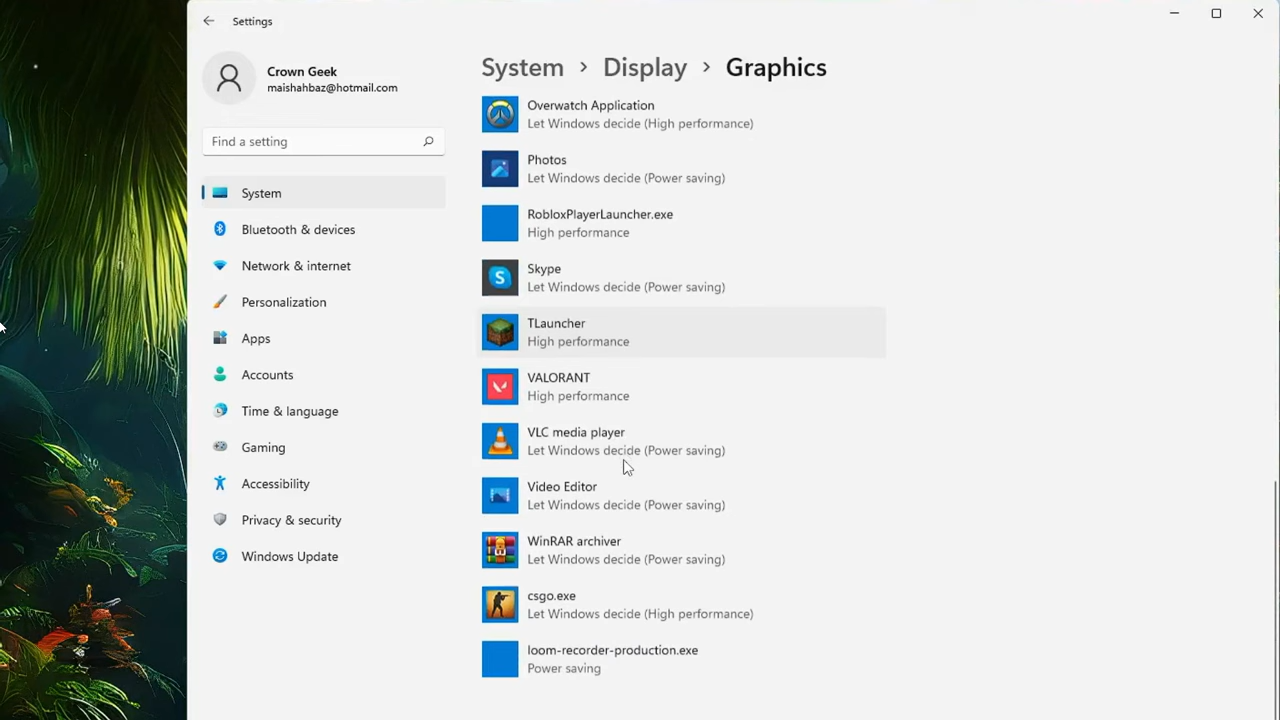 Settings
Crown Geek
maishahbaz@hotmail.com
Find a setting
System
Bluetooth & devices
Network & internet
Personalization
Apps
Accounts
Time & language
Gaming
Accessibility
Privacy & security
Windows Update
System > Display > Graphics
Overwatch Application
Let Windows decide (High performance)
Photos
Let Windows decide (Power saving)
RobloxPlayerLauncher.exe
High performance
Skype
Let Windows decide (Power saving)
TLauncher
High performance
VALORANT
High performance
VLC media player
Let Windows decide (Power saving)
Video Editor
Let Windows decide (Power saving)
WinRAR archiver
Let Windows decide (Power saving)
csgo.exe
Let Windows decide (High performance)
loom-recorder-production.exe
Power saving